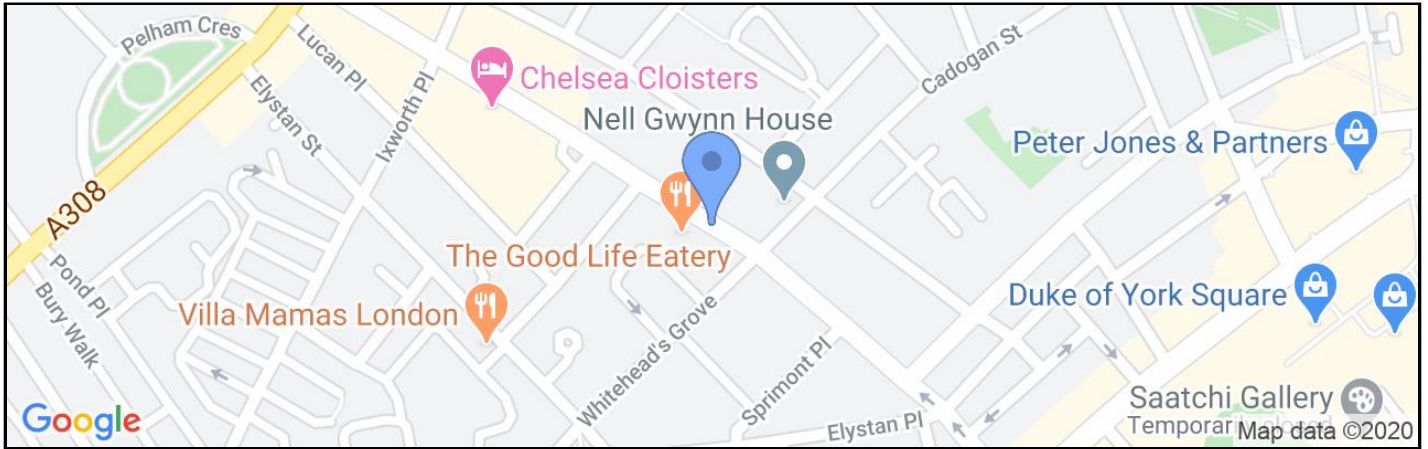 Pelham Cres
Lucan Pl
Elystan St
Ixworth Pl
Chelsea Cloisters
Cadogan St
Nell Gwynn House
Peter Jones & Partners
A308
The Good Life Eatery
Pond Pl
Bury Walk
Villa Mamas London
Duke of York Square
Whitehead's Grove
Sprimont Pl
Elystan Pl
Saatchi Gallery
Google
Map data ©2020